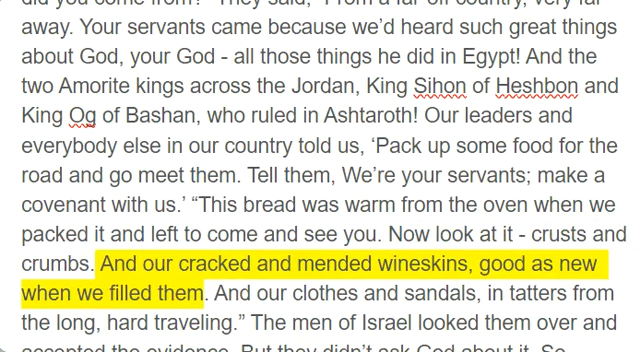 did you come from?" They said, "From a far-off country, very far
away. Your servants came because we'd heard such great things
about God, your God - all those things he did in Egypt! And the
two Amorite kings across the Jordan, King Sihon of Heshbon and
King Og of Bashan, who ruled in Ashtaroth! Our leaders and
everybody else in our country told us, 'Pack up some food for the
road and go meet them. Tell them, We're your servants; make a
covenant with us.' "This bread was warm from the oven when we
packed it and left to come and see you. Now look at it - crusts and
crumbs. And our cracked and mended wineskins, good as new
when we filled them. And our clothes and sandals, in tatters from
the long, hard traveling." The men of Israel looked them over and
accepted the evidence. But they didn't ask God about it. So